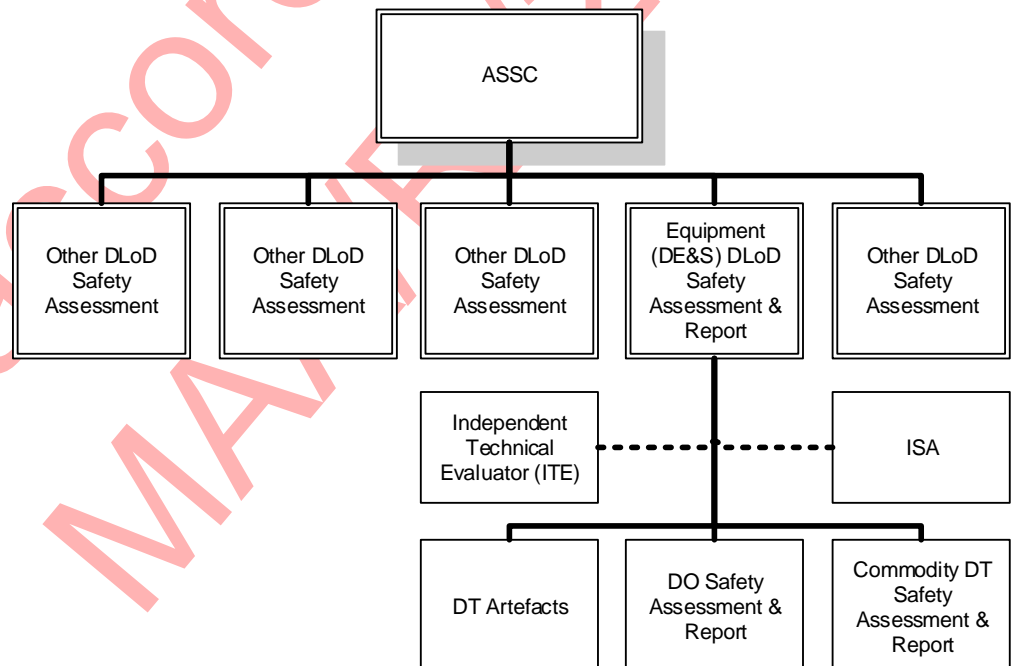 ASSC
Other DLoD
Safety
Assessment
Other DLoD
Safety
Assessment
Other DLoD
Safety
Assessment
Equipment
(DE&S) DLoD
Safety
Assessment &
Report
Other DLoD
Safety
Assessment
Independent
Technical
Evaluator (ITE)
ISA
DT Artefacts
DO Safety
Assessment &
Report
Commodity DT
Safety
Assessment &
Report